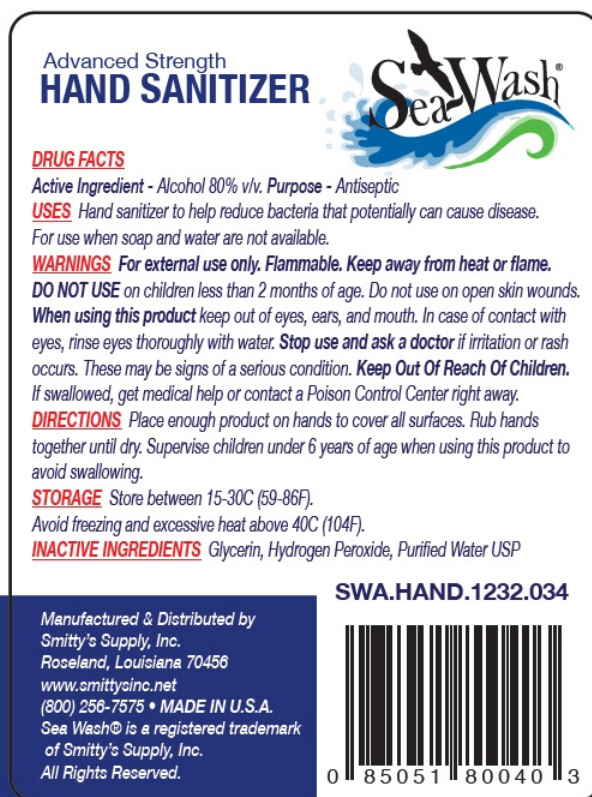 Advanced Strength
HAND SANITIZER
Sea Wash®
DRUG FACTS
Active Ingredient - Alcohol 80% v/v. Purpose - Antiseptic
USES Hand sanitizer to help reduce bacteria that potentially can cause disease.
For use when soap and water are not available.
WARNINGS For external use only. Flammable. Keep away from heat or flame.
DO NOT USE on children less than 2 months of age. Do not use on open skin wounds.
When using this product keep out of eyes, ears, and mouth. In case of contact with
eyes, rinse eyes thoroughly with water. Stop use and ask a doctor if irritation or rash
occurs. These may be signs of a serious condition. Keep Out Of Reach Of Children.
If swallowed, get medical help or contact a Poison Control Center right away.
DIRECTIONS Place enough product on hands to cover all surfaces. Rub hands
together until dry. Supervise children under 6 years of age when using this product to
avoid swallowing.
STORAGE Store between 15-30C (59-86F).
Avoid freezing and excessive heat above 40C (104F).
INACTIVE INGREDIENTS Glycerin, Hydrogen Peroxide, Purified Water USP
Manufactured & Distributed by
Smitty's Supply, Inc.
Roseland, Louisiana 70456
www.smittysinc.net
(800) 256-7575 • MADE IN U.S.A.
Sea Wash® is a registered trademark
of Smitty's Supply, Inc.
All Rights Reserved.
SWA.HAND.1232.034
0 85051 80040 3